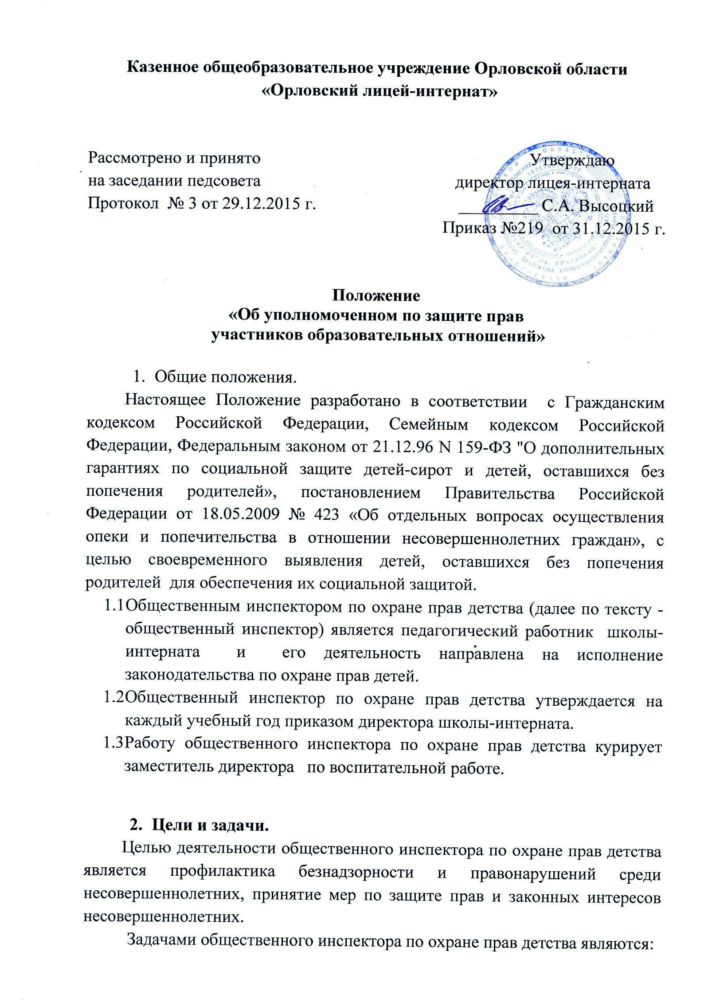 Казенное общеобразовательное учреждение Орловской области
«Орловский лицей-интернат»
Рассмотрено и принято
на заседании педсовета
Протокол № 3 от 29.12.2015 г.
Утверждаю
директор лицея-интерната
_________ С.А. Высоцкий
Приказ №219 от 31.12.2015 г.
Положение
«Об уполномоченном по защите прав
участников образовательных отношений»
1. Общие положения.
Настоящее Положение разработано в соответствии с Гражданским
кодексом Российской Федерации, Семейным кодексом Российской
Федерации, Федеральным законом от 21.12.96 N 159-ФЗ "О дополнительных
гарантиях по социальной защите детей-сирот и детей, оставшихся без
попечения родителей», постановлением Правительства Российской
Федерации от 18.05.2009 № 423 «Об отдельных вопросах осуществления
опеки и попечительства в отношении несовершеннолетних граждан», с
целью своевременного выявления детей, оставшихся без попечения
родителей для обеспечения их социальной защитой.
1.1Общественным инспектором по охране прав детства (далее по тексту -
общественный инспектор) является педагогический работник школы-
интерната и его деятельность направлена на исполнение
законодательства по охране прав детей.
1.2Общественный инспектор по охране прав детства утверждается на
каждый учебный год приказом директора школы-интерната.
1.3Работу общественного инспектора по охране прав детства курирует
заместитель директора по воспитательной работе.
2. Цели и задачи.
Целью деятельности общественного инспектора по охране прав детства
является профилактика безнадзорности и правонарушений среди
несовершеннолетних, принятие мер по защите прав и законных интересов
несовершеннолетних.
Задачами общественного инспектора по охране прав детства являются: